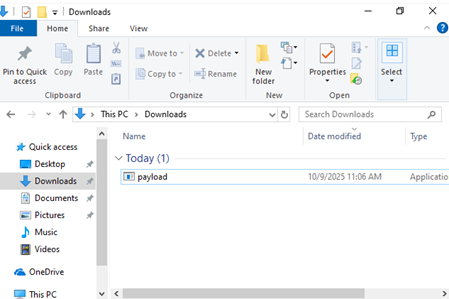 Downloads
File Home Share View
Pin to Quick access
Copy
Paste
Move to
Copy to
Delete
Rename
New folder
Properties
Select
Clipboard Organize New Open
This PC > Downloads
Search Downloads
Name Date modified Type
Quick access
Desktop
Downloads
Documents
Pictures
Music
Videos
OneDrive
This PC
Today (1)
payload 10/9/2025 11:06 AM Applicatio